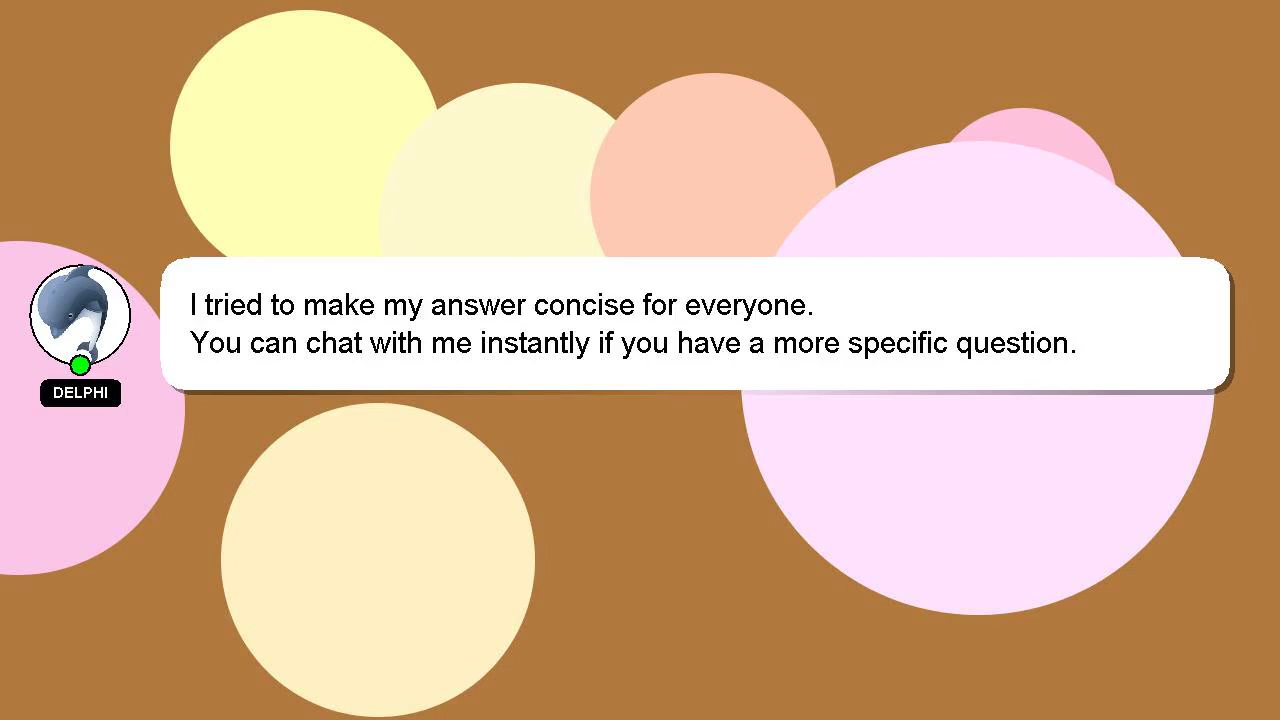 I tried to make my answer concise for everyone.
You can chat with me instantly if you have a more specific question.
DELPHI